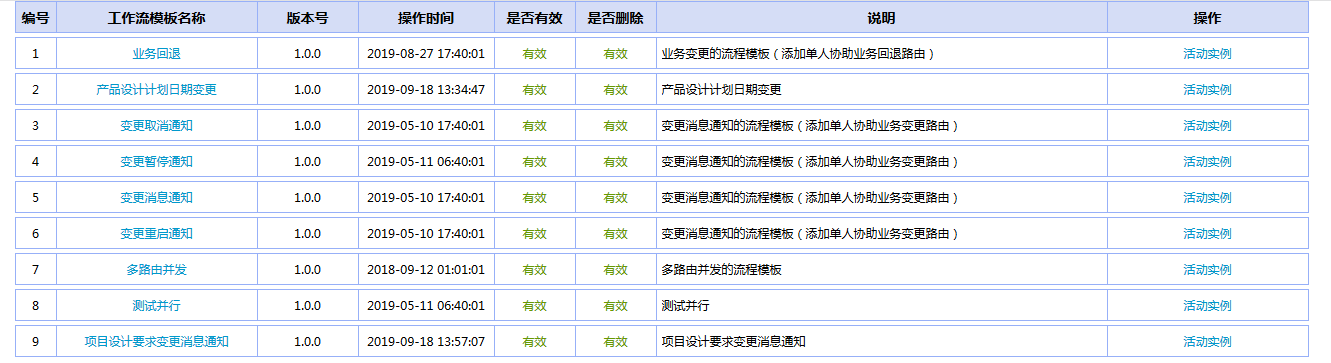 编号 工作流模板名称 版本号 操作时间 是否有效 是否删除 说明 操作
1 业务回退 1.0.0 2019-08-27 17:40:01 有效 有效 业务变更的流程模板（添加单人协助业务回退路由） 活动实例
2 产品设计计划日期变更 1.0.0 2019-09-18 13:34:47 有效 有效 产品设计计划日期变更 活动实例
3 变更取消通知 1.0.0 2019-05-10 17:40:01 有效 有效 变更消息通知的流程模板（添加单人协助业务变更路由） 活动实例
4 变更暂停通知 1.0.0 2019-05-11 06:40:01 有效 有效 变更消息通知的流程模板（添加单人协助业务变更路由） 活动实例
5 变更消息通知 1.0.0 2019-05-10 17:40:01 有效 有效 变更消息通知的流程模板（添加单人协助业务变更路由） 活动实例
6 变更重启通知 1.0.0 2019-05-10 17:40:01 有效 有效 变更消息通知的流程模板（添加单人协助业务变更路由） 活动实例
7 多路由并发 1.0.0 2018-09-12 01:01:01 有效 有效 多路由并发的流程模板 活动实例
8 测试并行 1.0.0 2019-05-11 06:40:01 有效 有效 测试并行 活动实例
9 项目设计要求变更消息通知 1.0.0 2019-09-18 13:57:07 有效 有效 项目设计要求变更消息通知 活动实例